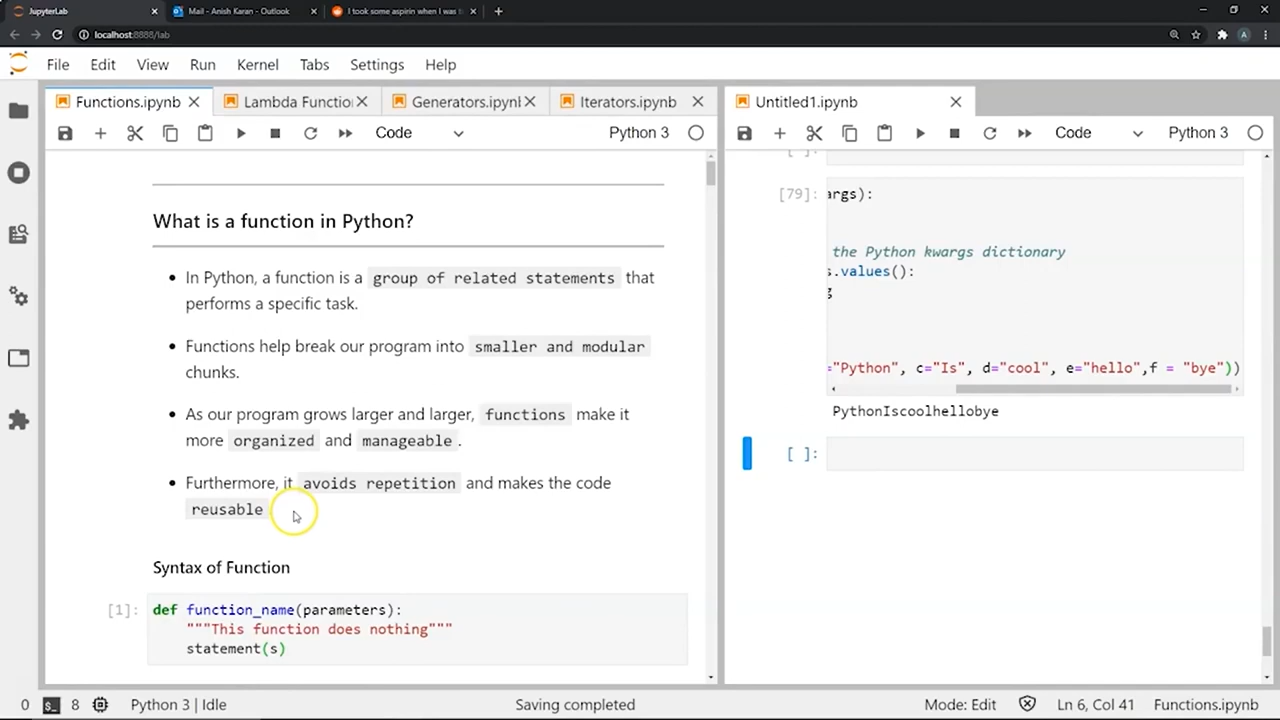 JupyterLab
Mail - Anish Karan - Outlook
I took some aspirin when I was
localhost:8888/lab
A
File Edit View Run Kernel Tabs Settings Help
Functions.ipynb
Lambda Functio
Generators.ipynb
Iterators.ipynb
Untitled1.ipynb
Code
Python 3
Code
Python 3
What is a function in Python?
• In Python, a function is a group of related statements that
performs a specific task.
• Functions help break our program into smaller and modular
chunks.
• As our program grows larger and larger, functions make it
more organized and manageable .
• Furthermore, it avoids repetition and makes the code
reusable
Syntax of Function
[1]: def function_name(parameters):
"""This function does nothing"""
statement(s)
[ ]:
[79]: args):
the Python kwargs dictionary
s.values():
g
="Python", c="Is", d="cool", e="hello",f = "bye"))
PythonIscoolhellobye
[ ]:
0 $_ 8 Python 3 | Idle
Saving completed
Mode: Edit
Ln 6, Col 41
Functions.ipynb